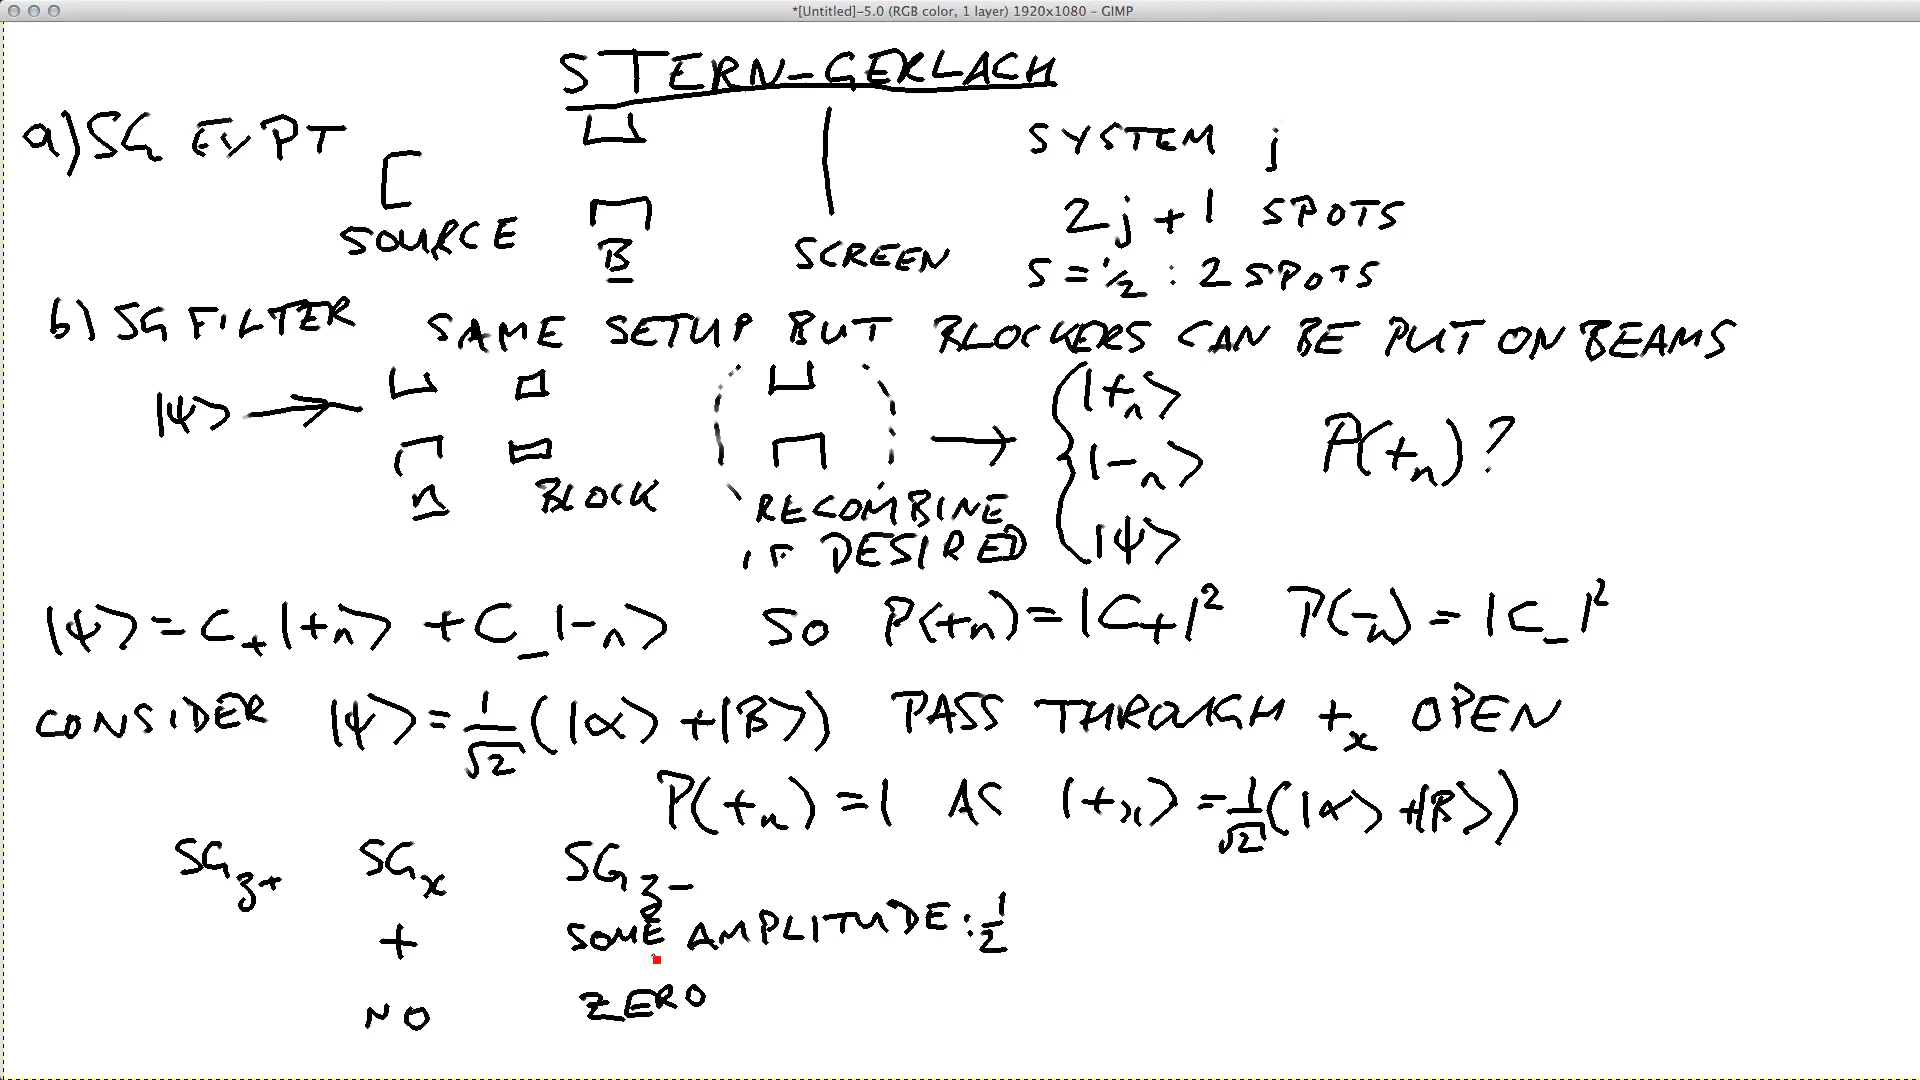 *[Untitled]-5.0 (RGB color, 1 layer) 1920x1080 – GIMP
STERN-GERLACH
a) SG EXPT
SOURCE B SCREEN
SYSTEM j
2j + 1 SPOTS
S = 1/2 : 2 SPOTS
b) SG FILTER SAME SETUP BUT BLOCKERS CAN BE PUT ON BEAMS
|ψ> → n BLOCK RECOMBINE IF DESIRED → { |+n> |-n> |ψ> P(+n)?
|ψ> = C+ |+n> + C- |-n> SO P(+n) = |C+|² P(-n) = |C-|²
CONSIDER |ψ> = 1/√2 (|α> + |β>) PASS THROUGH +x OPEN
P(+x) = 1 AS |+x> = 1/√2 (|α> + |β>)
SGz+ SGx SGz-
+ SOME AMPLITUDE: 1/2
NO ZERO